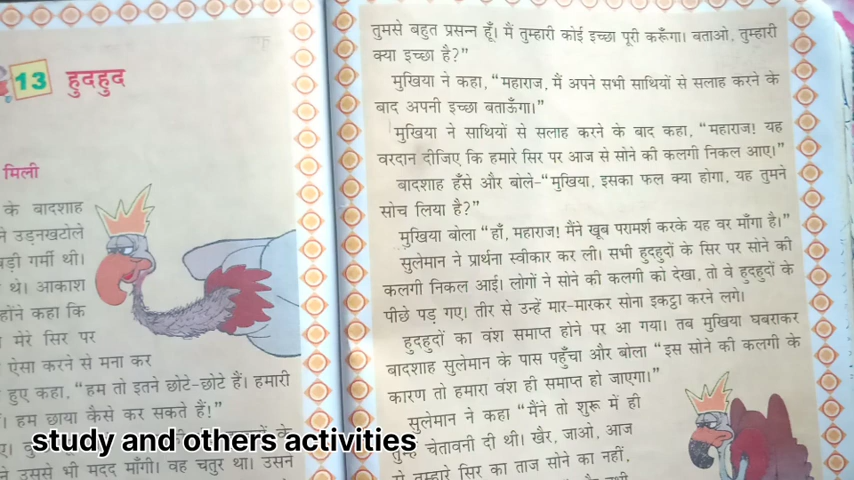 13 हुदहुद
मिली
के बादशाह
ने उड़नखटोले
बड़ी गर्मी थी।
थे। आकाश
होंने कहा कि
मेरे सिर पर
ऐसा करने से मना कर
हुए कहा, “हम तो इतने छोटे-छोटे हैं। हमारी
हम छाया कैसे कर सकते हैं!”
ने उससे भी मदद माँगी। वह चतुर था। उसने
तुमसे बहुत प्रसन्न हूँ। मैं तुम्हारी कोई इच्छा पूरी करूँगा। बताओ, तुम्हारी
क्या इच्छा है?”
मुखिया ने कहा, “महाराज, मैं अपने सभी साथियों से सलाह करने के
बाद अपनी इच्छा बताऊँगा।”
मुखिया ने साथियों से सलाह करने के बाद कहा, “महाराज! यह
वरदान दीजिए कि हमारे सिर पर आज से सोने की कलगी निकल आए।”
बादशाह हँसे और बोले-“मुखिया, इसका फल क्या होगा, यह तुमने
सोच लिया है?”
मुखिया बोला “हाँ, महाराज! मैंने खूब परामर्श करके यह वर माँगा है।”
सुलेमान ने प्रार्थना स्वीकार कर ली। सभी हुदहुदों के सिर पर सोने की
कलगी निकल आई। लोगों ने सोने की कलगी को देखा, तो वे हुदहुदों के
पीछे पड़ गए। तीर से उन्हें मार-मारकर सोना इकट्ठा करने लगे।
हुदहुदों का वंश समाप्त होने पर आ गया। तब मुखिया घबराकर
बादशाह सुलेमान के पास पहुँचा और बोला “इस सोने की कलगी के
कारण तो हमारा वंश ही समाप्त हो जाएगा।”
सुलेमान ने कहा “मैंने तो शुरू में ही
तुम्हें चेतावनी दी थी। खैर, जाओ, आज
से तुम्हारे सिर का ताज सोने का नहीं,
study and others activities